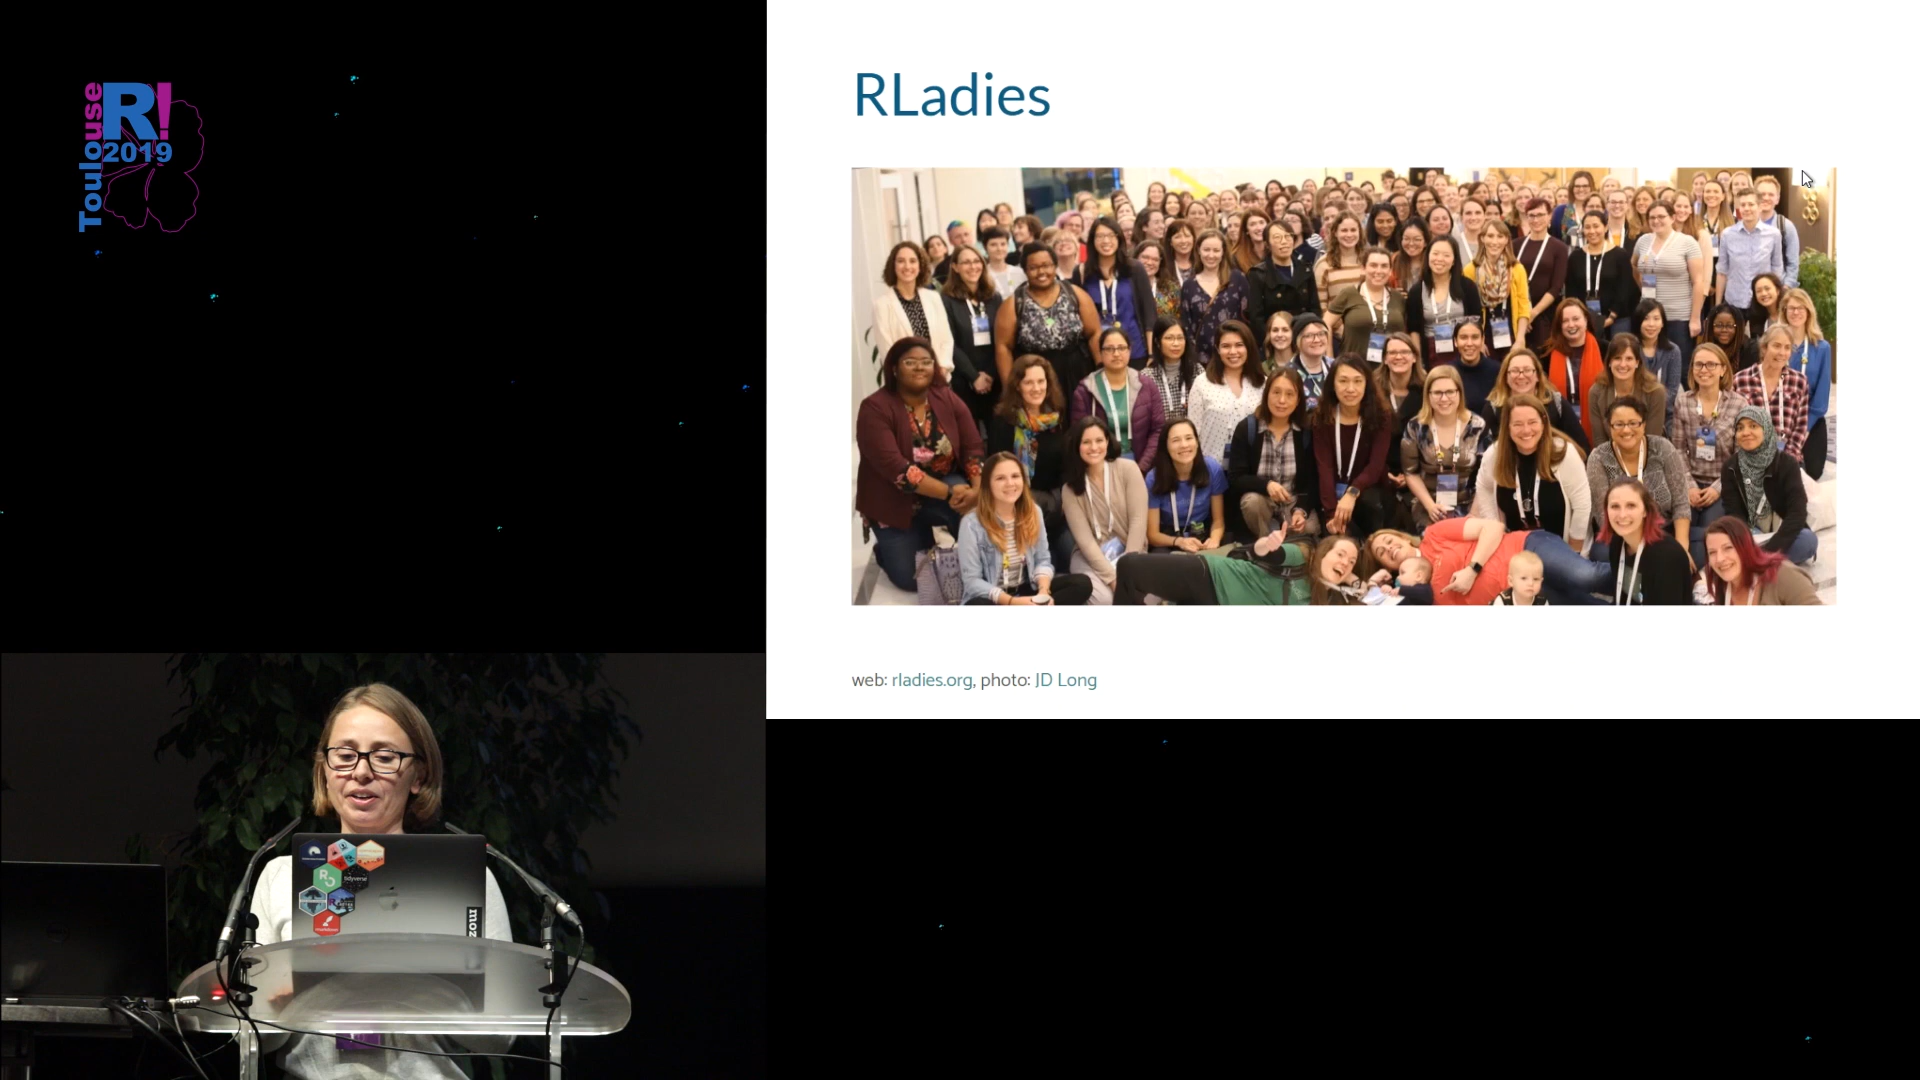 Toulouse
R!
2019
RLadies
web: rladies.org, photo: JD Long
tidyverse
moz